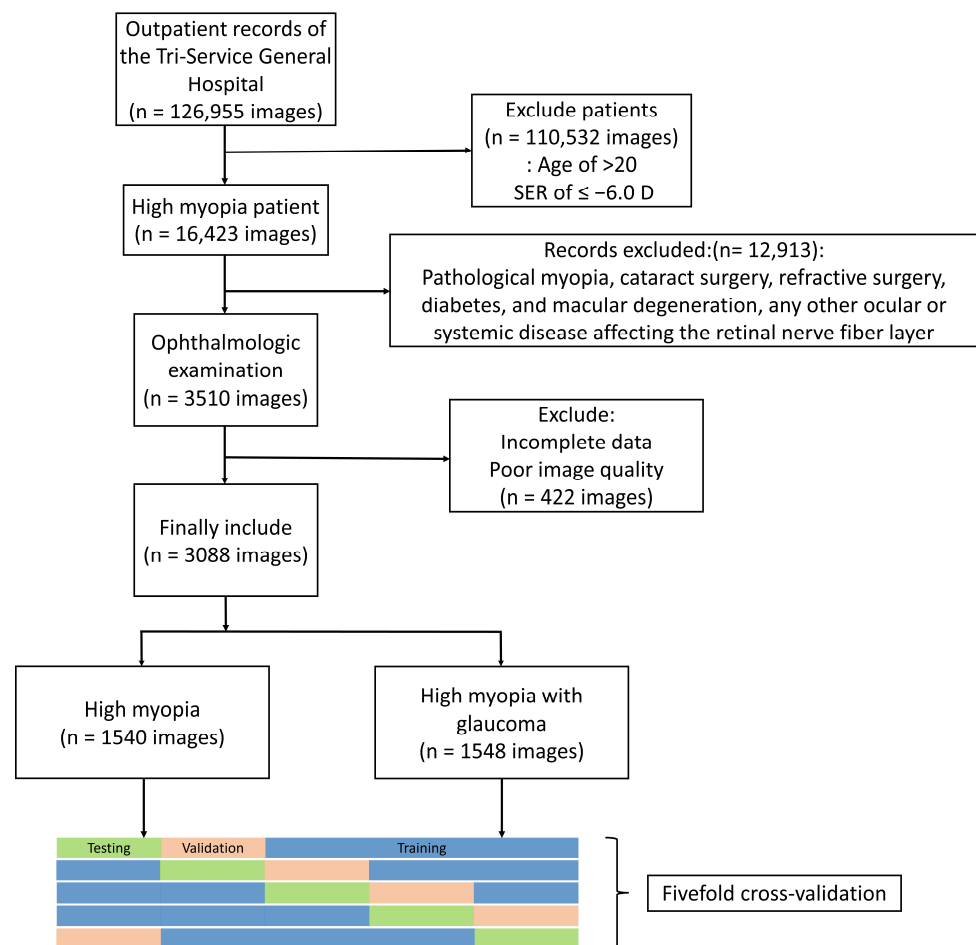 Outpatient records of
the Tri-Service General
Hospital
(n = 126,955 images)
Exclude patients
(n = 110,532 images)
: Age of >20
SER of ≤ −6.0 D
High myopia patient
(n = 16,423 images)
Records excluded:(n= 12,913):
Pathological myopia, cataract surgery, refractive surgery,
diabetes, and macular degeneration, any other ocular or
systemic disease affecting the retinal nerve fiber layer
Ophthalmologic
examination
(n = 3510 images)
Exclude:
Incomplete data
Poor image quality
(n = 422 images)
Finally include
(n = 3088 images)
High myopia
(n = 1540 images)
High myopia with
glaucoma
(n = 1548 images)
Testing Validation Training
Fivefold cross-validation